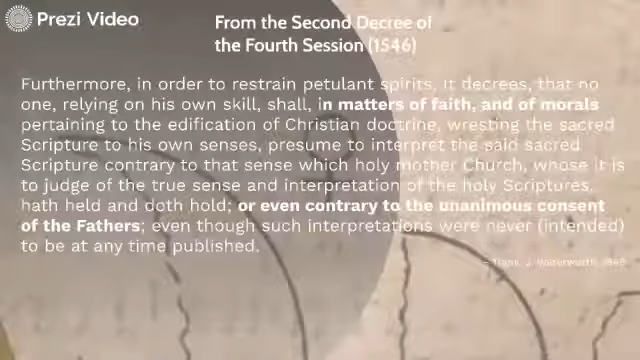 Prezi Video
From the Second Decree of
the Fourth Session (1546)
Furthermore, in order to restrain petulant spirits, It decrees, that no
one, relying on his own skill, shall, in matters of faith, and of morals
pertaining to the edification of Christian doctrine, wresting the sacred
Scripture to his own senses, presume to interpret the said sacred
Scripture contrary to that sense which holy mother Church, whose it is
to judge of the true sense and interpretation of the holy Scriptures,
hath held and doth hold; or even contrary to the unanimous consent
of the Fathers; even though such interpretations were never (intended)
to be at any time published.
– Trans. J. Waterworth,